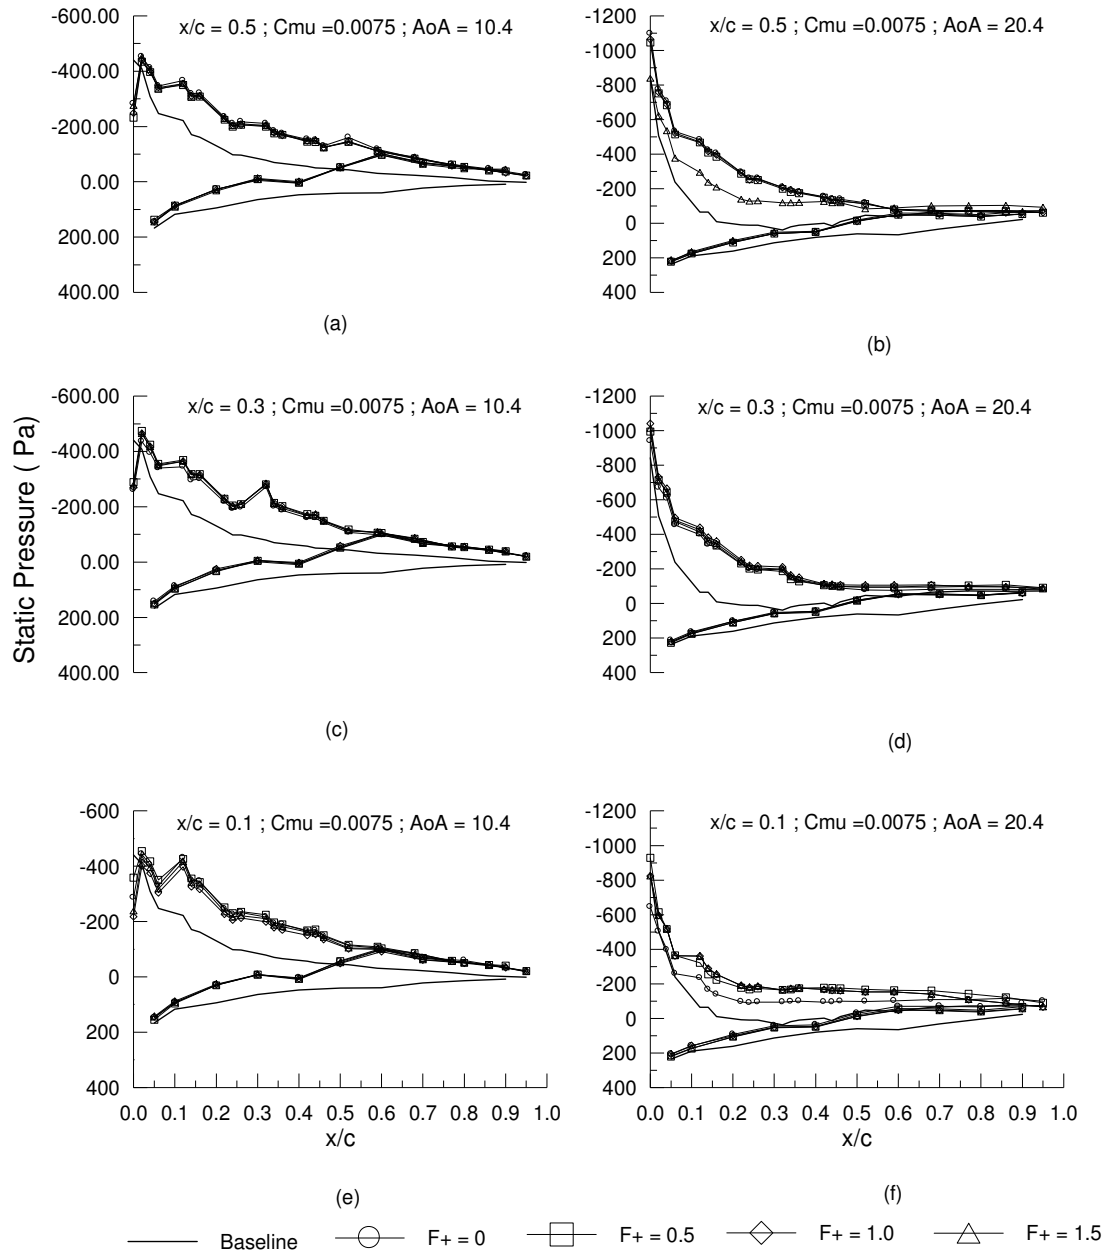 x/c = 0.5 ; Cmu =0.0075 ; AoA = 10.4
-600.00
-400.00
-200.00
0.00
200.00
400.00
(a)
x/c = 0.5 ; Cmu =0.0075 ; AoA = 20.4
-1200
-1000
-800
-600
-400
-200
0
200
400
(b)
Static Pressure ( Pa)
x/c = 0.3 ; Cmu =0.0075 ; AoA = 10.4
-600.00
-400.00
-200.00
0.00
200.00
400.00
(c)
x/c = 0.3 ; Cmu =0.0075 ; AoA = 20.4
-1200
-1000
-800
-600
-400
-200
0
200
400
(d)
x/c = 0.1 ; Cmu =0.0075 ; AoA = 10.4
-600
-400
-200
0
200
400
0.0 0.1 0.2 0.3 0.4 0.5 0.6 0.7 0.8 0.9 1.0
x/c
(e)
x/c = 0.1 ; Cmu =0.0075 ; AoA = 20.4
-1200
-1000
-800
-600
-400
-200
0
200
400
0.0 0.1 0.2 0.3 0.4 0.5 0.6 0.7 0.8 0.9 1.0
x/c
(f)
Baseline F+ = 0 F+ = 0.5 F+ = 1.0 F+ = 1.5